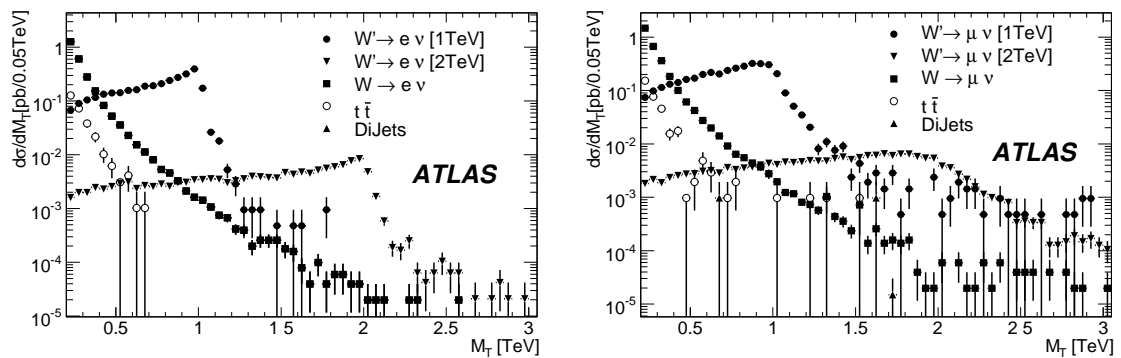 dσ/dM_T[pb/0.05TeV]
1
10^-1
10^-2
10^-3
10^-4
10^-5
W'→ e ν [1TeV]
W'→ e ν [2TeV]
W → e ν
t t̄
DiJets
ATLAS
0.5 1 1.5 2 2.5 3
M_T [TeV]
dσ/dM_T[pb/0.05TeV]
1
10^-1
10^-2
10^-3
10^-4
10^-5
W'→ μ ν [1TeV]
W'→ μ ν [2TeV]
W → μ ν
t t̄
DiJets
ATLAS
0.5 1 1.5 2 2 5 3
M_T [TeV]